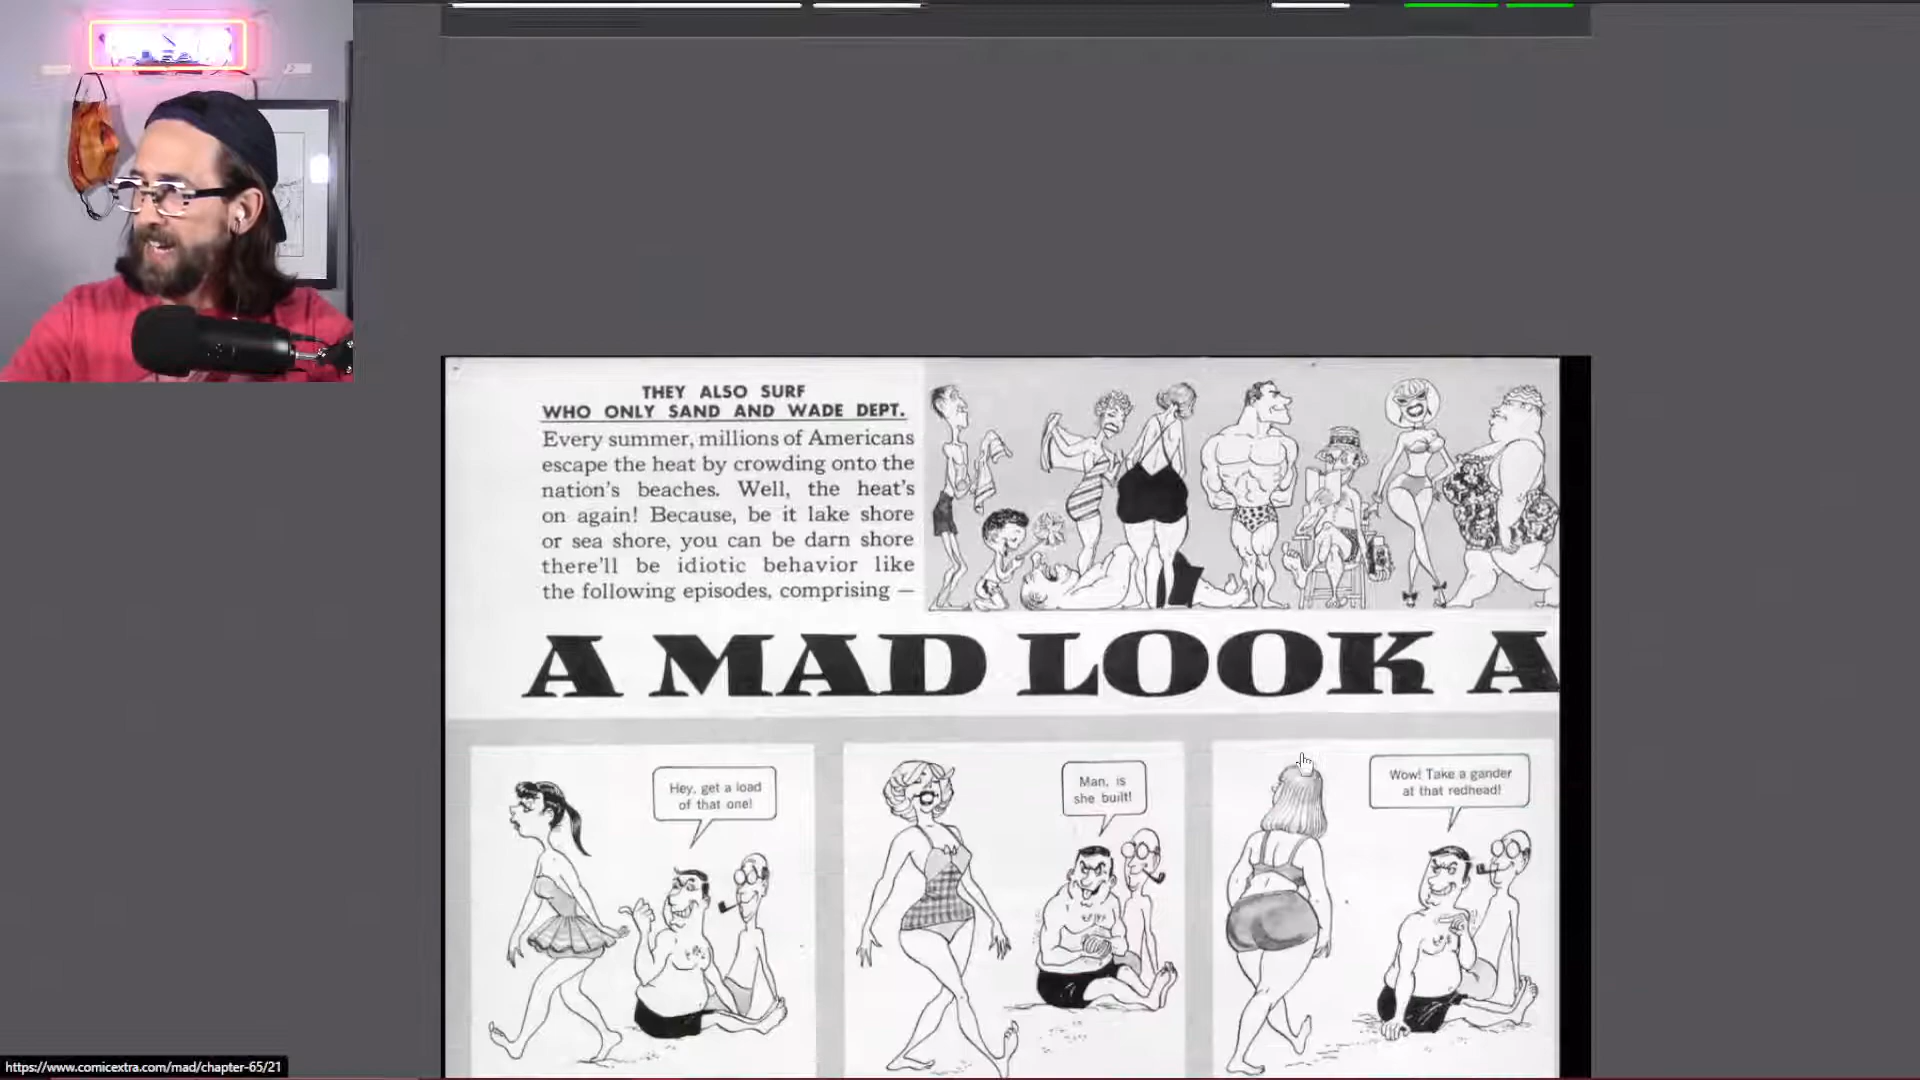 THEY ALSO SURF
WHO ONLY SAND AND WADE DEPT.
Every summer, millions of Americans
escape the heat by crowding onto the
nation's beaches. Well, the heat's
on again! Because, be it lake shore
or sea shore, you can be darn shore
there'll be idiotic behavior like
the following episodes, comprising —
A MAD LOOK A
Hey, get a load
of that one!
Man, is
she built!
Wow! Take a gander
at that redhead!
https://www.comicextra.com/mad/chapter-65/21